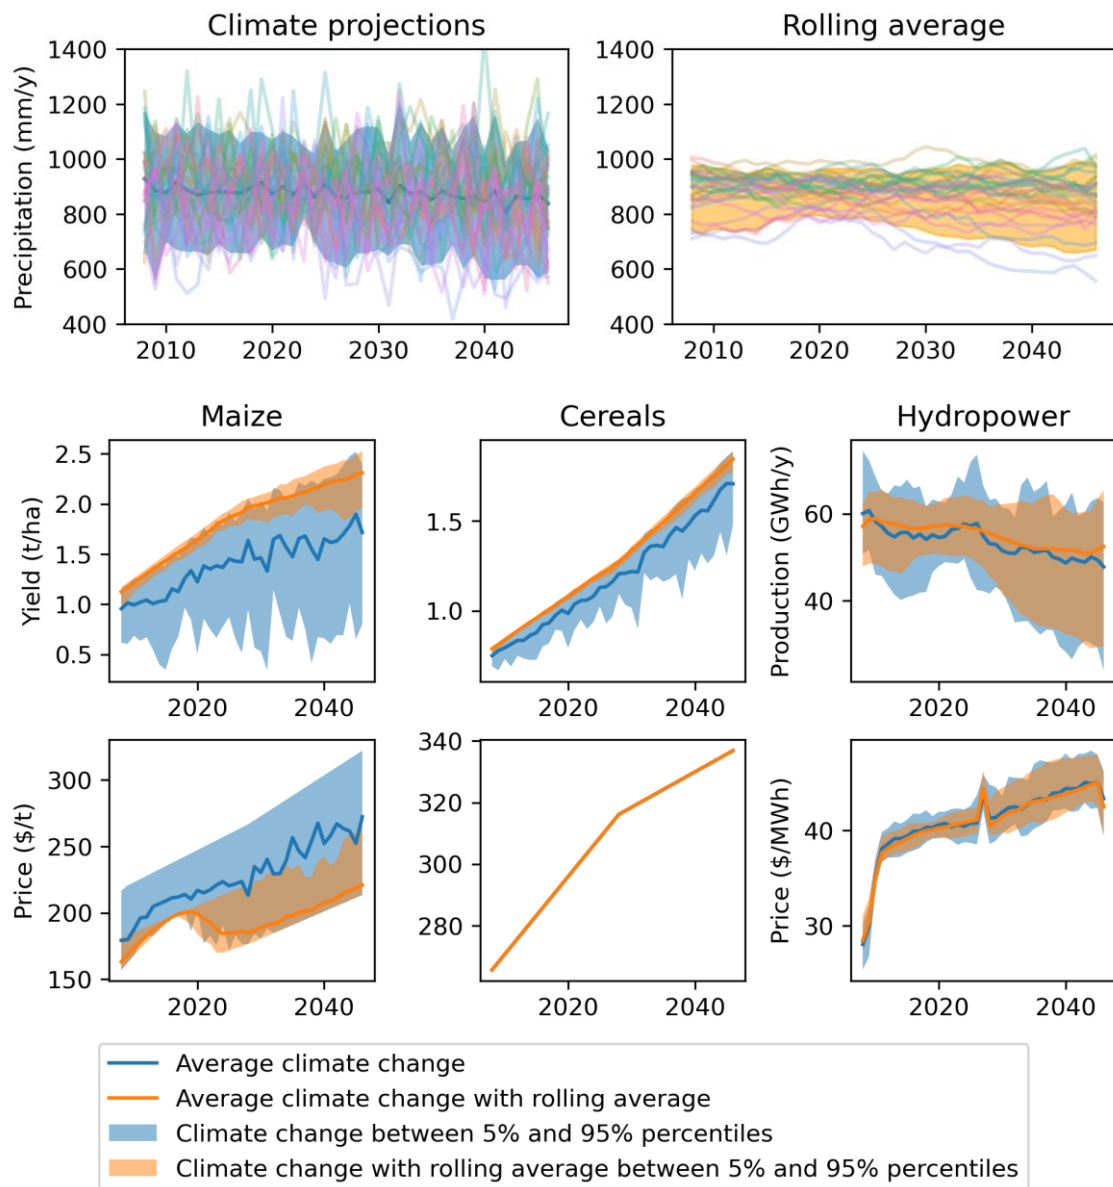 Climate projections
Rolling average
Precipitation (mm/y)
1400
1200
1000
800
600
400
2010 2020 2030 2040
1400
1200
1000
800
600
400
2010 2020 2030 2040
Maize
Cereals
Hydropower
Yield (t/ha)
2.5
2.0
1.5
1.0
0.5
2020 2040
1.5
1.0
2020 2040
Production (GWh/y)
60
40
2020 2040
Price ($/t)
300
250
200
150
2020 2040
340
320
300
280
2020 2040
Price ($/MWh)
40
30
2020 2040
Average climate change
Average climate change with rolling average
Climate change between 5% and 95% percentiles
Climate change with rolling average between 5% and 95% percentiles